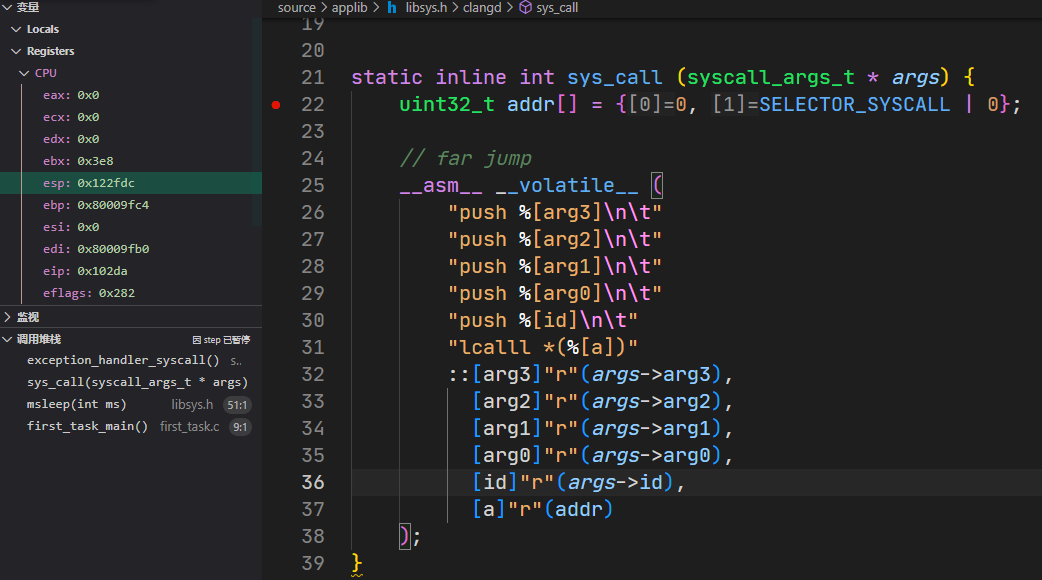 变量
Locals
Registers
CPU
eax: 0x0
ecx: 0x0
edx: 0x0
ebx: 0x3e8
esp: 0x122fdc
ebp: 0x80009fc4
esi: 0x0
edi: 0x80009fb0
eip: 0x102da
eflags: 0x282
监视
调用堆栈 因 step 已暂停
exception_handler_syscall() s..
sys_call(syscall_args_t * args)
msleep(int ms) libsys.h 51:1
first_task_main() first_task.c 9:1
source > applib > h libsys.h > clangd > sys_call
19
20
21 static inline int sys_call (syscall_args_t * args) {
22 uint32_t addr[] = {[0]=0, [1]=SELECTOR_SYSCALL | 0};
23
24 // far jump
25 __asm__ __volatile__ (
26 "push %[arg3]\n\t"
27 "push %[arg2]\n\t"
28 "push %[arg1]\n\t"
29 "push %[arg0]\n\t"
30 "push %[id]\n\t"
31 "lcalll *(%[a])"
32 ::[arg3]"r"(args->arg3),
33 [arg2]"r"(args->arg2),
34 [arg1]"r"(args->arg1),
35 [arg0]"r"(args->arg0),
36 [id]"r"(args->id),
37 [a]"r"(addr)
38 );
39 }